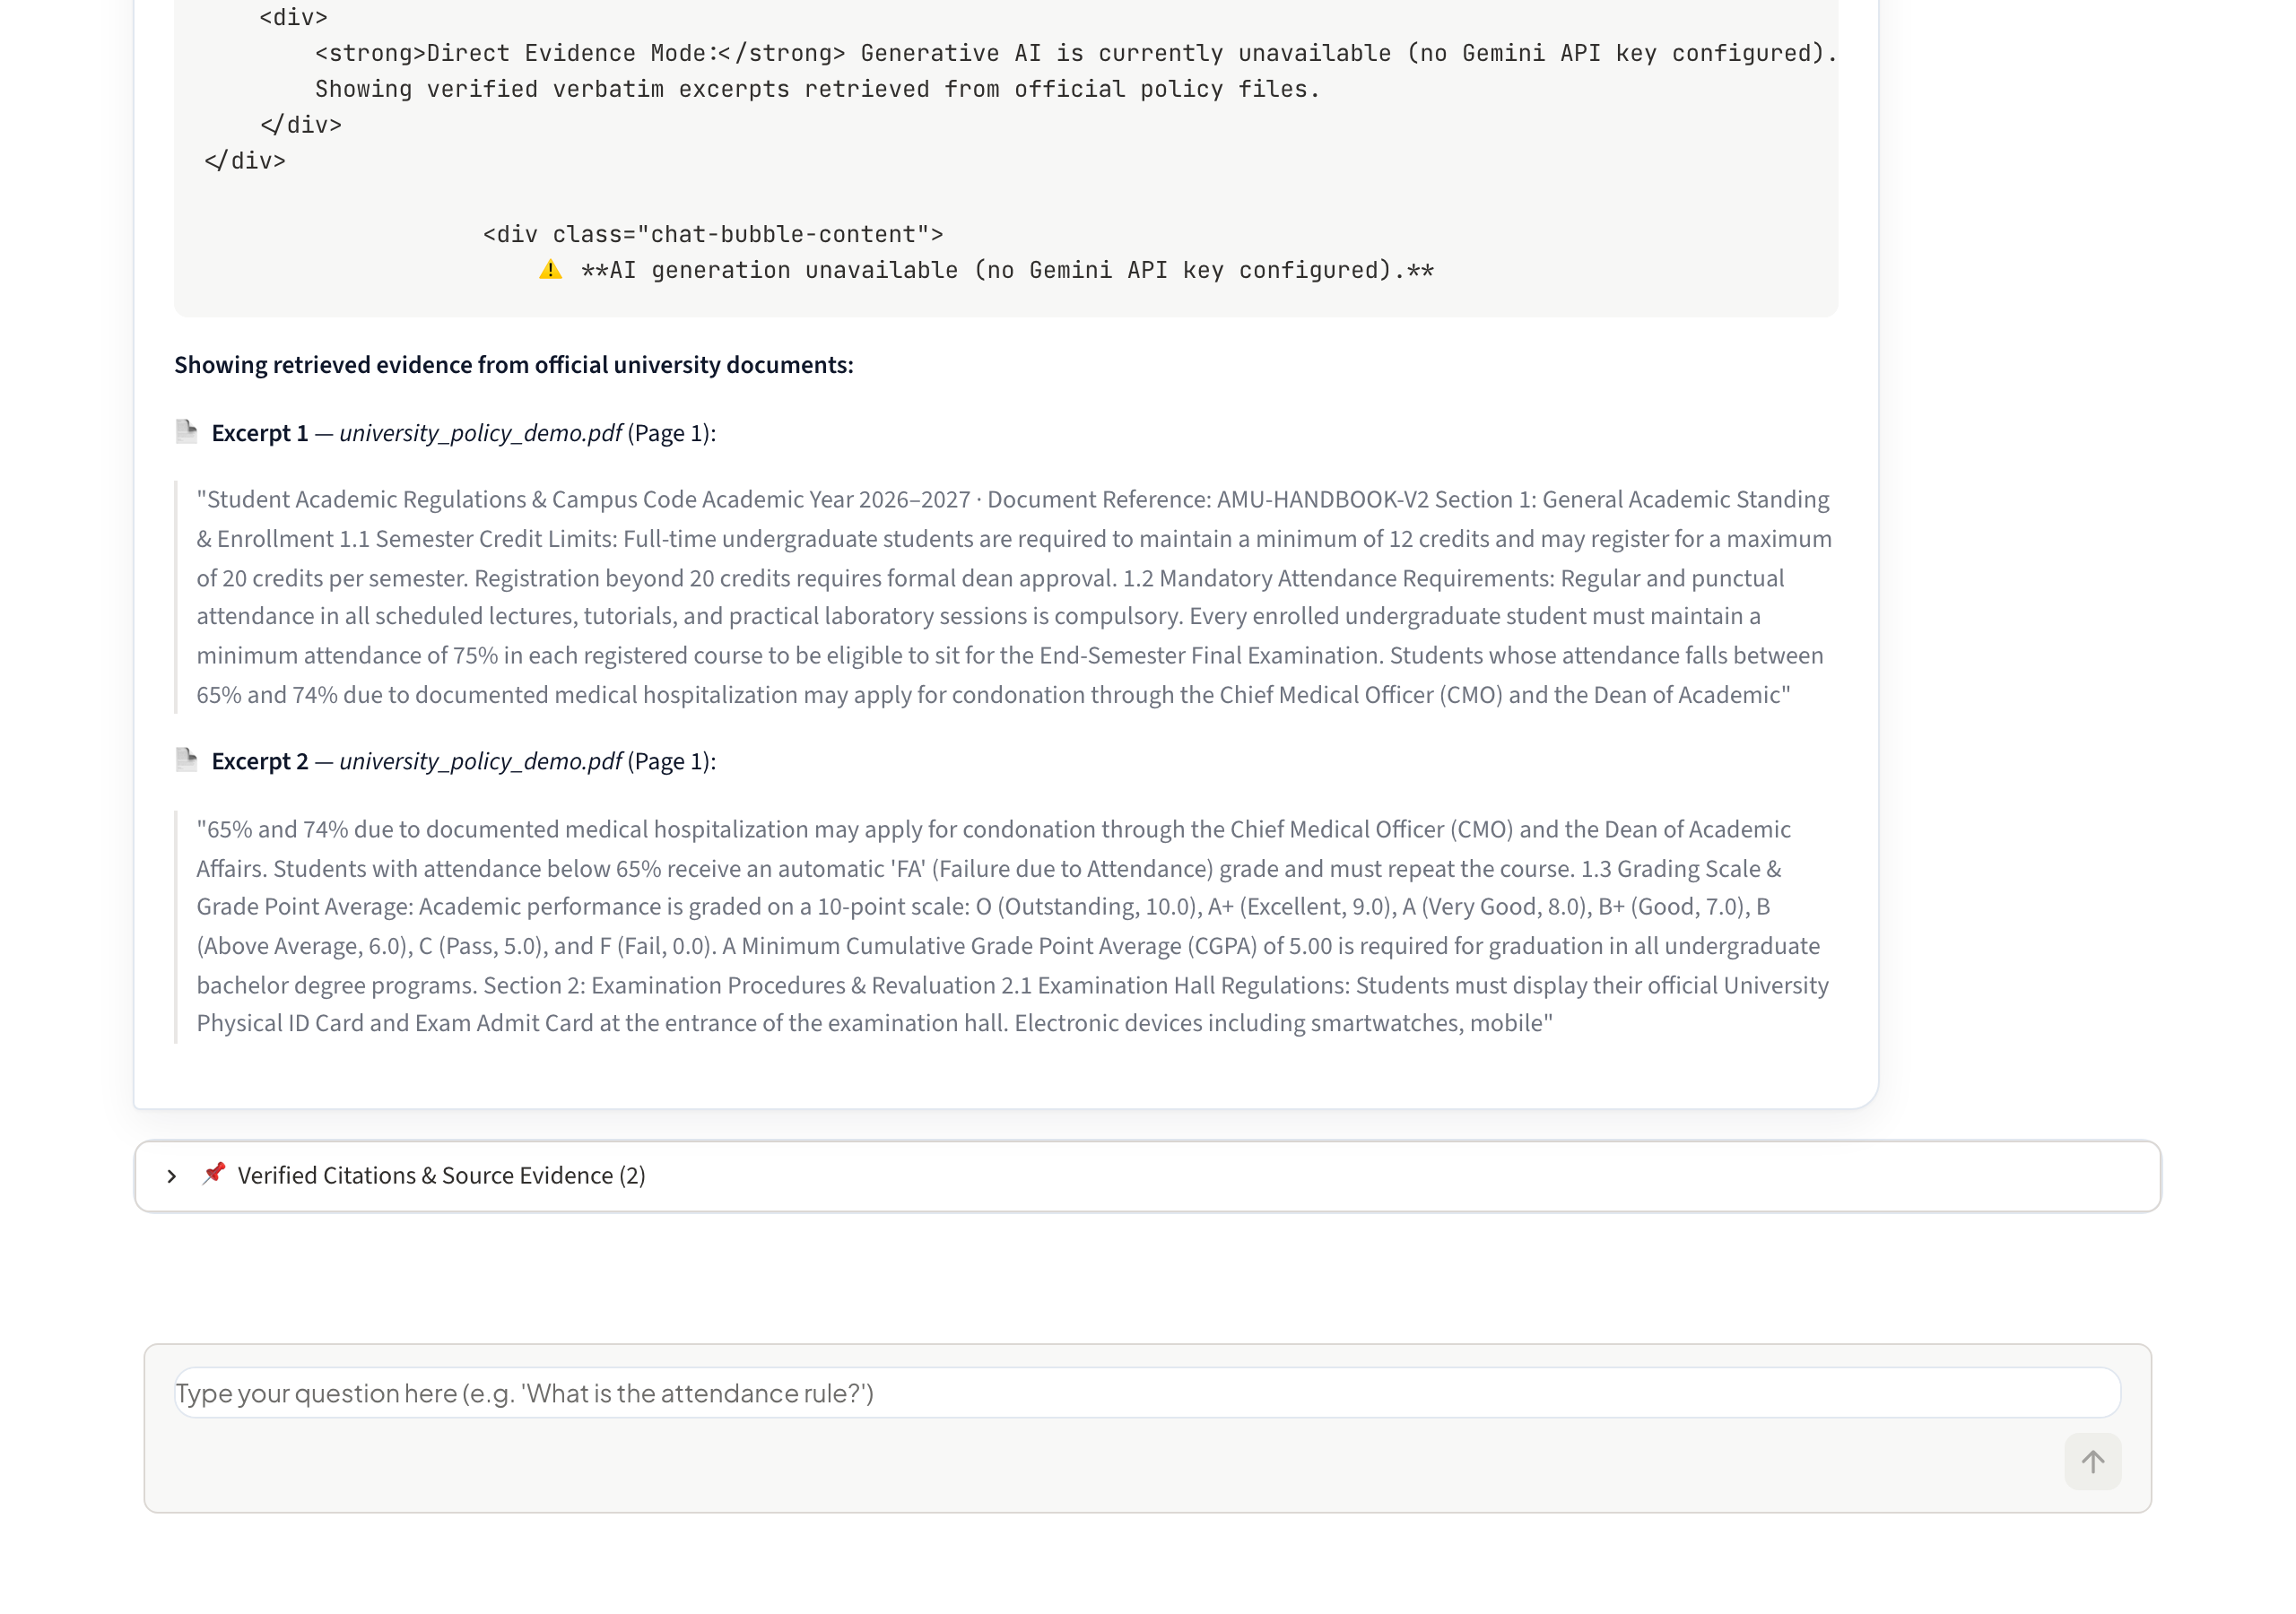 <div>
<strong>Direct Evidence Mode:</strong> Generative AI is currently unavailable (no Gemini API key configured).
Showing verified verbatim excerpts retrieved from official policy files.
</div>
</div>
<div class="chat-bubble-content">
⚠️ **AI generation unavailable (no Gemini API key configured).**
Showing retrieved evidence from official university documents:
Excerpt 1 — university_policy_demo.pdf (Page 1):
"Student Academic Regulations & Campus Code Academic Year 2026–2027 · Document Reference: AMU-HANDBOOK-V2 Section 1: General Academic Standing
& Enrollment 1.1 Semester Credit Limits: Full-time undergraduate students are required to maintain a minimum of 12 credits and may register for a maximum
of 20 credits per semester. Registration beyond 20 credits requires formal dean approval. 1.2 Mandatory Attendance Requirements: Regular and punctual
attendance in all scheduled lectures, tutorials, and practical laboratory sessions is compulsory. Every enrolled undergraduate student must maintain a
minimum attendance of 75% in each registered course to be eligible to sit for the End-Semester Final Examination. Students whose attendance falls between
65% and 74% due to documented medical hospitalization may apply for condonation through the Chief Medical Officer (CMO) and the Dean of Academic"
Excerpt 2 — university_policy_demo.pdf (Page 1):
"65% and 74% due to documented medical hospitalization may apply for condonation through the Chief Medical Officer (CMO) and the Dean of Academic
Affairs. Students with attendance below 65% receive an automatic 'FA' (Failure due to Attendance) grade and must repeat the course. 1.3 Grading Scale &
Grade Point Average: Academic performance is graded on a 10-point scale: O (Outstanding, 10.0), A+ (Excellent, 9.0), A (Very Good, 8.0), B+ (Good, 7.0), B
(Above Average, 6.0), C (Pass, 5.0), and F (Fail, 0.0). A Minimum Cumulative Grade Point Average (CGPA) of 5.00 is required for graduation in all undergraduate
bachelor degree programs. Section 2: Examination Procedures & Revaluation 2.1 Examination Hall Regulations: Students must display their official University
Physical ID Card and Exam Admit Card at the entrance of the examination hall. Electronic devices including smartwatches, mobile"
Verified Citations & Source Evidence (2)
Type your question here (e.g. 'What is the attendance rule?')